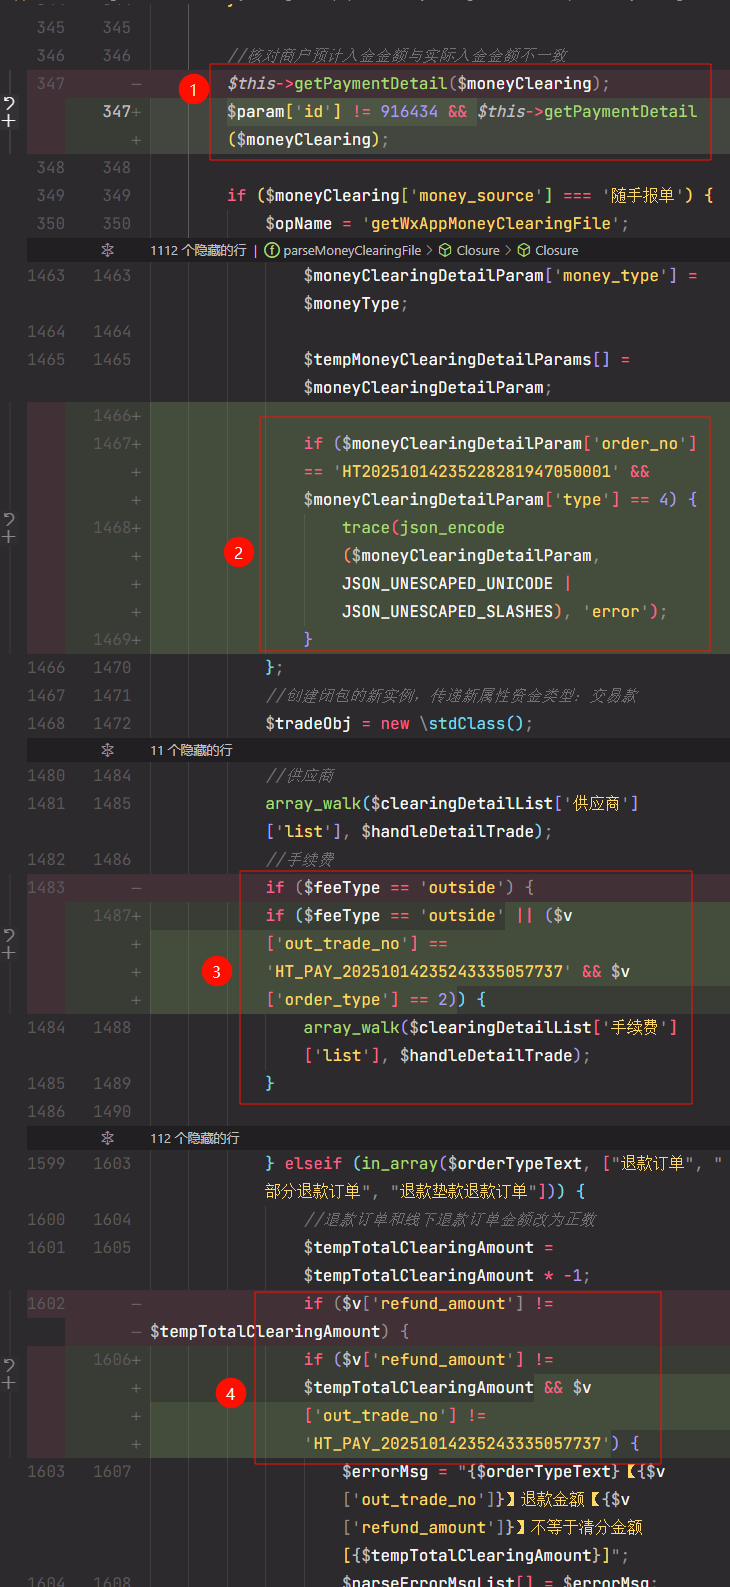 345 345
346 346 //核对商户预计入金金额与实际入金金额不一致
347 − $this->getPaymentDetail($moneyClearing);
1
347+ $param['id'] != 916434 && $this->getPaymentDetail
+ ($moneyClearing);
348 348
349 349 if ($moneyClearing['money_source'] === '随手报单') {
350 350 $opName = 'getWxAppMoneyClearingFile';
1112 个隐藏的行 | parseMoneyClearingFile > Closure > Closure
1463 1463 $moneyClearingDetailParam['money_type'] =
$moneyType;
1464 1464
1465 1465 $tempMoneyClearingDetailParams[] =
$moneyClearingDetailParam;
1466+
1467+ if ($moneyClearingDetailParam['order_no']
+ == 'HT20251014235228281947050001' &&
+ $moneyClearingDetailParam['type'] == 4) {
1468+ trace(json_encode
2
+ ($moneyClearingDetailParam,
+ JSON_UNESCAPED_UNICODE |
+ JSON_UNESCAPED_SLASHES), 'error');
1469+ }
1466 1470 };
1467 1471 //创建闭包的新实例，传递新属性资金类型：交易款
1468 1472 $tradeObj = new \stdClass();
11 个隐藏的行
1480 1484 //供应商
1481 1485 array_walk($clearingDetailList['供应商']
['list'], $handleDetailTrade);
1482 1486 //手续费
1483 − if ($feeType == 'outside') {
1487+ if ($feeType == 'outside' || ($v
+ ['out_trade_no'] ==
3
+ 'HT_PAY_20251014235243335057737' && $v
+ ['order_type'] == 2)) {
1484 1488 array_walk($clearingDetailList['手续费']
['list'], $handleDetailTrade);
1485 1489 }
1486 1490
112 个隐藏的行
1599 1603 } elseif (in_array($orderTypeText, ["退款订单", "
部分退款订单", "退款垫款退款订单"])) {
1600 1604 //退款订单和线下退款订单金额改为正数
1601 1605 $tempTotalClearingAmount =
$tempTotalClearingAmount * -1;
1602 − if ($v['refund_amount'] !=
− $tempTotalClearingAmount) {
1606+ if ($v['refund_amount'] !=
4
+ $tempTotalClearingAmount && $v
+ ['out_trade_no'] !=
+ 'HT_PAY_20251014235243335057737') {
1603 1607 $errorMsg = "{$orderTypeText}【{$v
['out_trade_no']}】退款金额【{$v
['refund_amount']}】不等于清分金额
[{$tempTotalClearingAmount}]";
1604 1608 $parseErrorMsgList[] = $errorMsg;